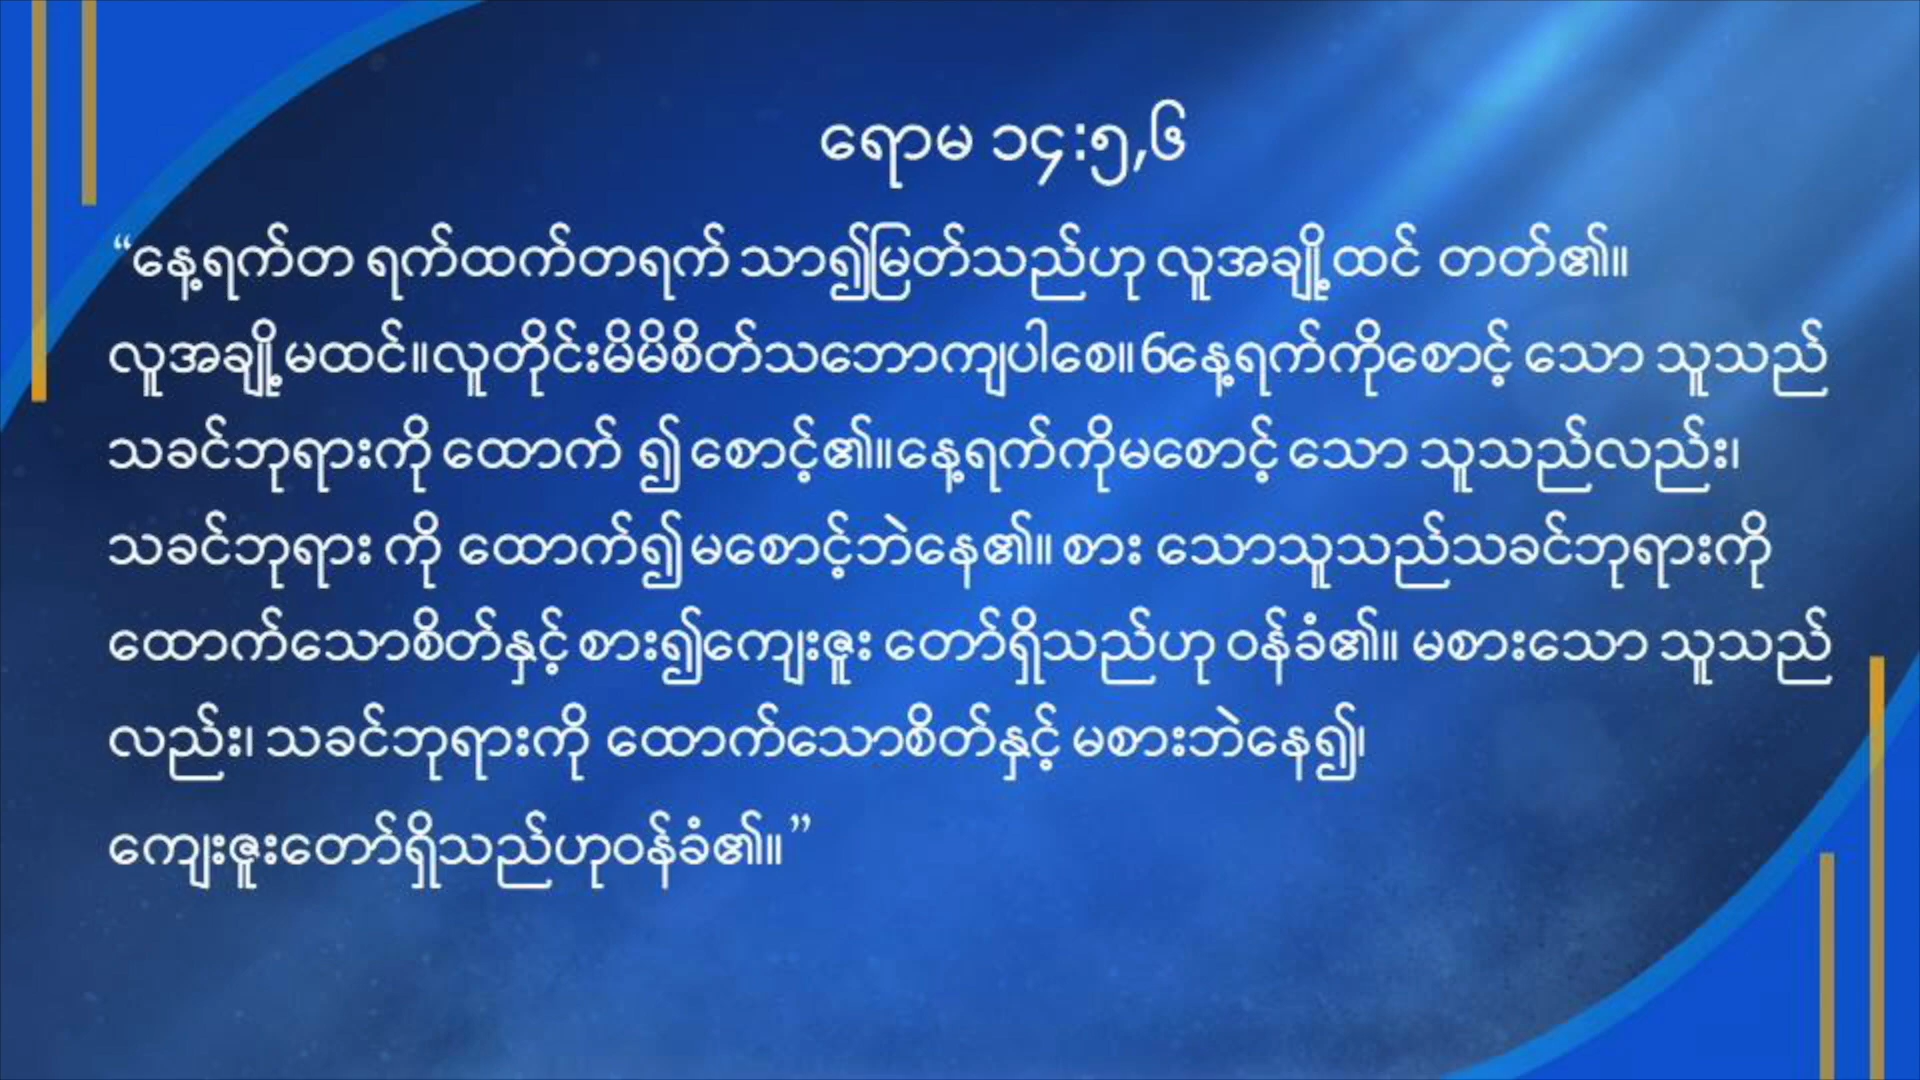 ရောမ ၁၄:၅,၆
“နေ့ရက်တ ရက်ထက်တရက် သာ၍မြတ်သည်ဟု လူအချို့ထင် တတ်၏။
လူအချို့မထင်။လူတိုင်းမိမိစိတ်သဘောကျပါစေ။6နေ့ရက်ကိုစောင့် သော သူသည်
သခင်ဘုရားကို ထောက် ၍ စောင့်၏။နေ့ရက်ကိုမစောင့် သော သူသည်လည်း၊
သခင်ဘုရား ကို ထောက်၍ မစောင့်ဘဲနေ၏။ စား သောသူသည်သခင်ဘုရားကို
ထောက်သောစိတ်နှင့် စား၍ကျေးဇူး တော်ရှိသည်ဟု ဝန်ခံ၏။ မစားသော သူသည်
လည်း၊ သခင်ဘုရားကို ထောက်သောစိတ်နှင့် မစားဘဲနေ၍၊
ကျေးဇူးတော်ရှိသည်ဟုဝန်ခံ၏။”